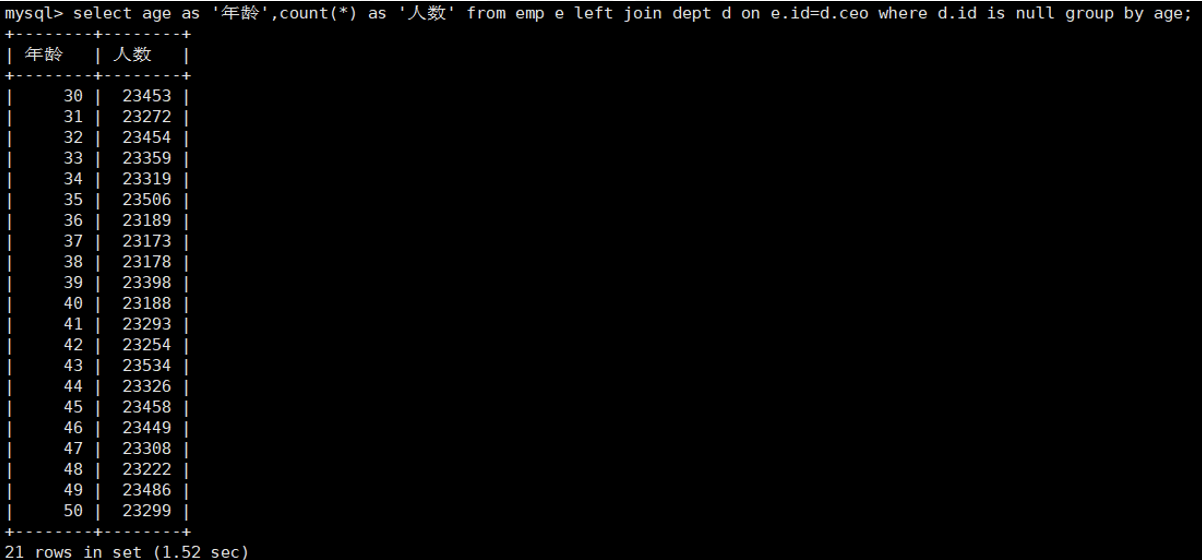 mysql> select age as '年龄',count(*) as '人数' from emp e left join dept d on e.id=d.ceo where d.id is null group by age;
+--------+--------+
| 年龄   | 人数   |
+--------+--------+
|     30 |  23453 |
|     31 |  23272 |
|     32 |  23454 |
|     33 |  23359 |
|     34 |  23319 |
|     35 |  23506 |
|     36 |  23189 |
|     37 |  23173 |
|     38 |  23178 |
|     39 |  23398 |
|     40 |  23188 |
|     41 |  23293 |
|     42 |  23254 |
|     43 |  23534 |
|     44 |  23326 |
|     45 |  23458 |
|     46 |  23449 |
|     47 |  23308 |
|     48 |  23222 |
|     49 |  23486 |
|     50 |  23299 |
+--------+--------+
21 rows in set (1.52 sec)